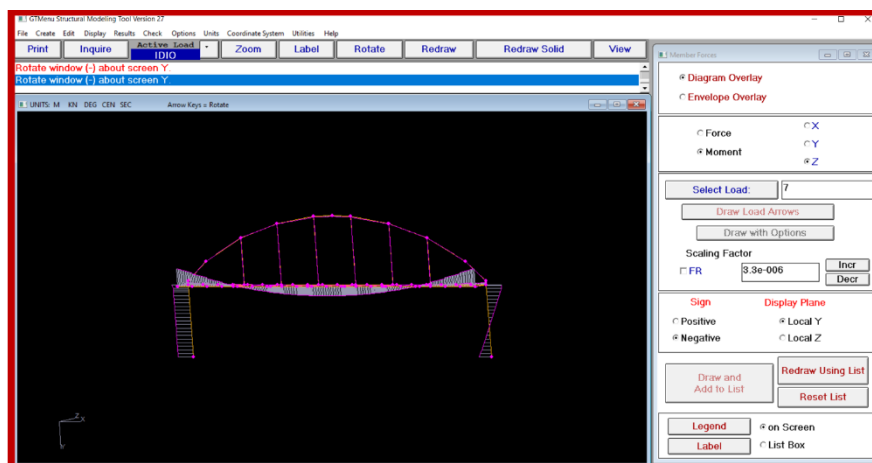 GTMenu Structural Modeling Tool Version 27
File Create Edit Display Results Check Options Units Coordinate System Utilities Help
Print Inquire Active Load Zoom Label Rotate Redraw Redraw Solid View
IDIO
Rotate window (-) about screen Y.
Rotate window (-) about screen Y.
UNITS: M KN DEG CEN SEC Arrow Keys = Rotate
Z
X
Y
Member Forces
Diagram Overlay
Envelope Overlay
Force
Moment
X
Y
Z
Select Load: 7
Draw Load Arrows
Draw with Options
Scaling Factor
FR 3.3e-006 Incr
Decr
Sign Display Plane
Positive Local Y
Negative Local Z
Draw and
Add to List
Redraw Using List
Reset List
Legend on Screen
Label List Box